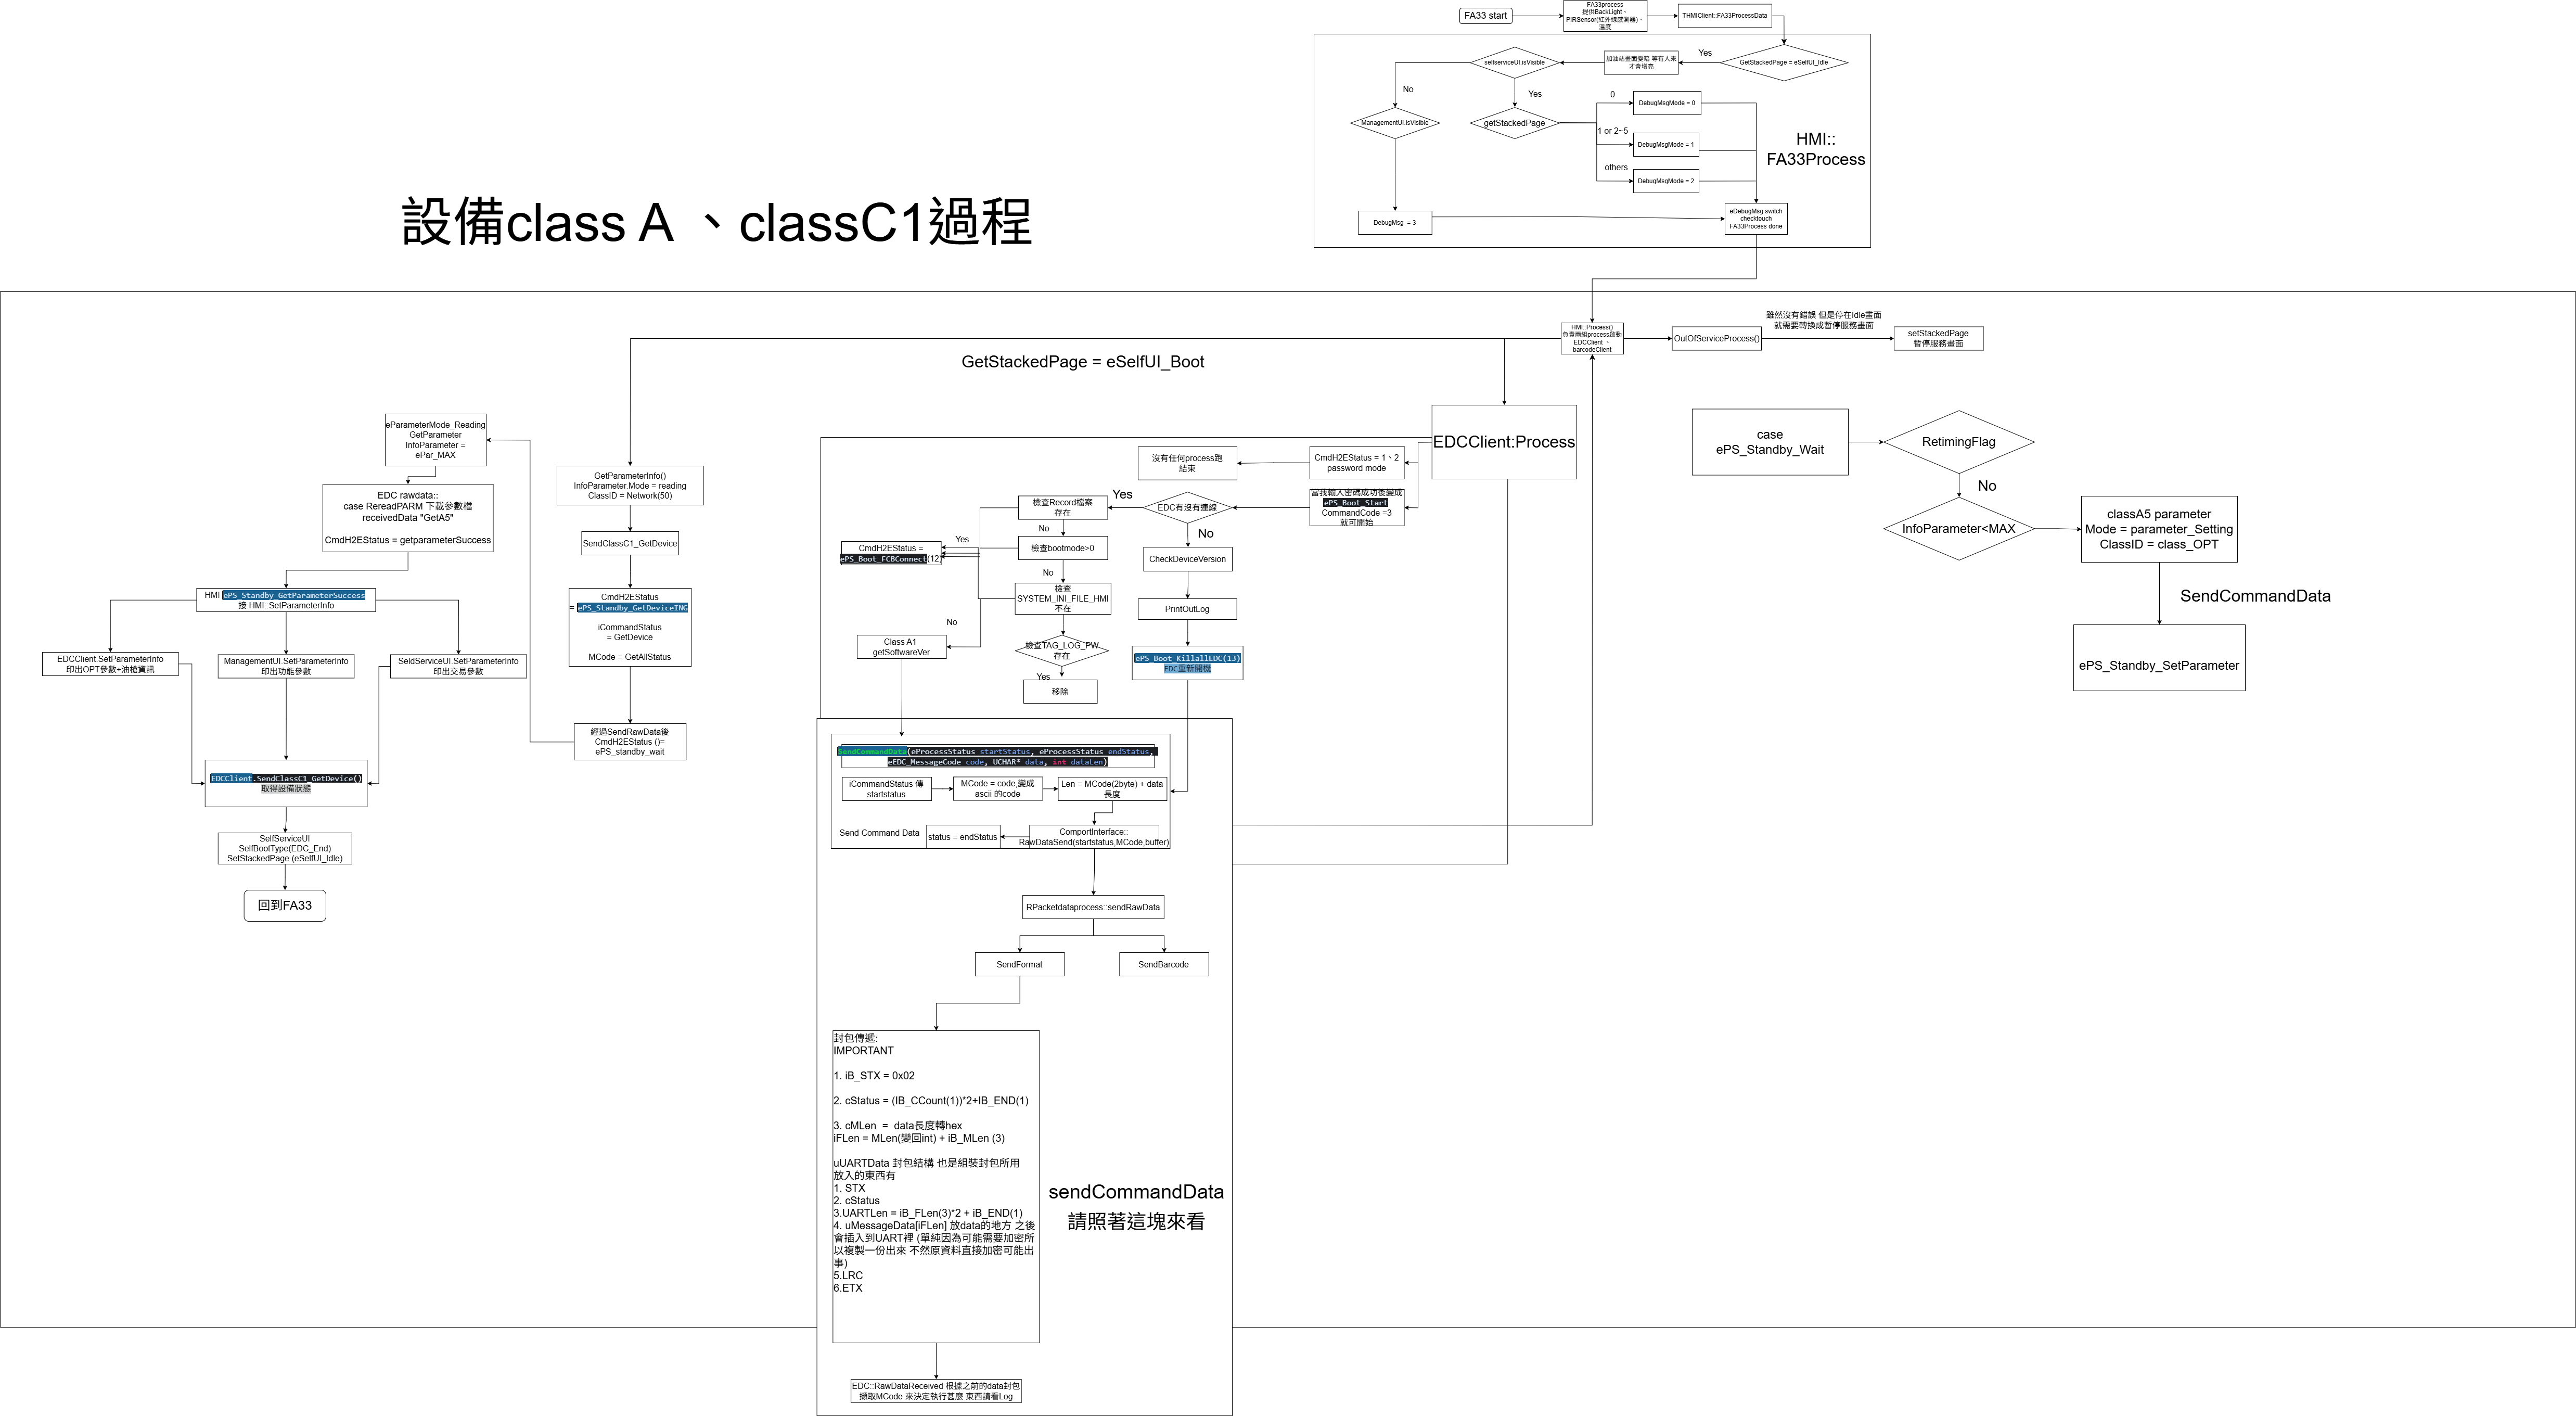 FA33 start
FA33process
提供BackLight、
PIRSensor(紅外線感測器)、
溫度
THMIClient:: FA33ProcessData
GetStackedPage = eSelfUI_Idle
Yes
加油站畫面變暗 等有人來
才會增亮
selfserviceUI.isVisible
No
Yes
ManagementUI.isVisible
getStackedPage
0
DebugMsgMode = 0
1 or 2~5
DebugMsgMode = 1
others
DebugMsgMode = 2
HMI::
FA33Process
DebugMsg = 3
eDebugMsg switch
checktouch
FA33Process done
設備class A 、classC1過程
HMI::Process()
負責兩組process啟動
EDCClient 、
barcodeClient
OutOfServiceProcess()
雖然沒有錯誤 但是停在Idle畫面
就需要轉換成暫停服務畫面
setStackedPage
暫停服務畫面
GetStackedPage = eSelfUI_Boot
eParameterMode_Reading
GetParameter
InfoParameter =
ePar_MAX
EDC rawdata::
case RereadPARM 下載參數檔
receivedData "GetA5"
CmdH2EStatus = getparameterSuccess
HMI ePS_Standby_GetParameterSuccess
接 HMI::SetParameterInfo
EDCClient.SetParameterInfo
印出OPT參數+油槍資訊
ManagementUI.SetParameterInfo
印出功能參數
SeldServiceUI.SetParameterInfo
印出交易參數
EDCClient.SendClassC1_GetDevice()
取得設備狀態
SelfServiceUI
SelfBootType(EDC_End)
SetStackedPage (eSelfUI_Idle)
回到FA33
GetParameterInfo()
InfoParameter.Mode = reading
ClassID = Network(50)
SendClassC1_GetDevice
CmdH2EStatus
= ePS_Standby_GetDeviceING
iCommandStatus
= GetDevice
MCode = GetAllStatus
經過SendRawData後
CmdH2EStatus ()=
ePS_standby_wait
EDCClient:Process
CmdH2EStatus = 1、2
password mode
沒有任何process跑
結束
當我輸入密碼成功後變成
ePS_Boot_Start
CommandCode =3
就可開始
EDC有沒有連線
Yes
No
檢查Record檔案
存在
No
檢查bootmode>0
Yes
CmdH2EStatus =
ePS_Boot_FCBConnect(12)
No
檢查
SYSTEM_INI_FILE_HMI
不在
No
Class A1
getSoftwareVer
檢查TAG_LOG_PW
存在
Yes
移除
CheckDeviceVersion
PrintOutLog
ePS_Boot_KillallEDC(13)
EDC重新開機
SendCommandData(eProcessStatus startStatus, eProcessStatus endStatus,
eEDC_MessageCode code, UCHAR* data, int dataLen)
iCommandStatus 傳
startstatus
MCode = code,變成
ascii 的code
Len = MCode(2byte) + data
長度
Send Command Data
status = endStatus
ComportInterface::
RawDataSend(startstatus,MCode,buffer)
RPacketdataprocess::sendRawData
SendFormat
SendBarcode
封包傳遞:
IMPORTANT
1. iB_STX = 0x02
2. cStatus = (IB_CCount(1))*2+IB_END(1)
3. cMLen = data長度轉hex
iFLen = MLen(變回int) + iB_MLen (3)
uUARTData 封包結構 也是組裝封包所用
放入的東西有
1. STX
2. cStatus
3.UARTLen = iB_FLen(3)*2 + iB_END(1)
4. uMessageData[iFLen] 放data的地方 之後
會插入到UART裡 (單純因為可能需要加密所
以複製一份出來 不然原資料直接加密可能出
事)
5.LRC
6.ETX
sendCommandData
請照著這塊來看
EDC::RawDataReceived 根據之前的data封包
擷取MCode 來決定執行甚麼 東西請看Log
case
ePS_Standby_Wait
RetimingFlag
No
InfoParameter<MAX
classA5 parameter
Mode = parameter_Setting
ClassID = class_OPT
SendCommandData
ePS_Standby_SetParameter